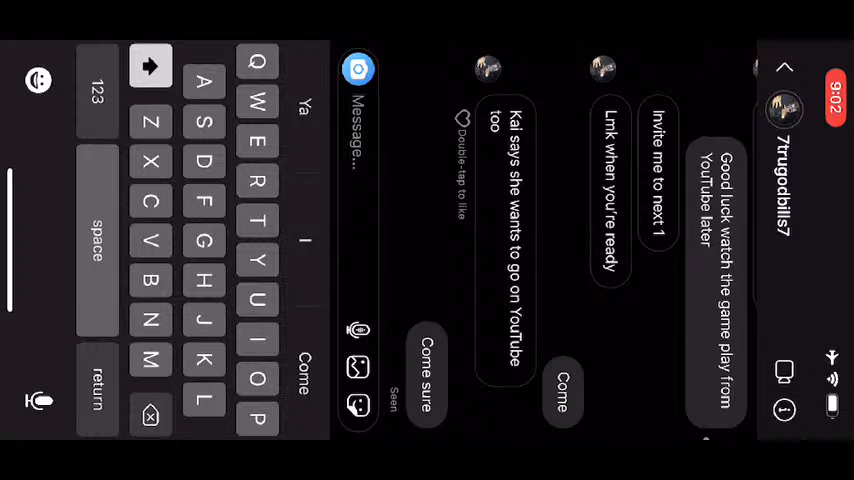 9:02
7trugodbills7
Good luck watch the game play from
YouTube later
Invite me to next 1
Lmk when you're ready
Come
Kai says she wants to go on YouTube
too
Double-tap to like
Come sure
Seen
Message...
Ya
I
Come
Q W E R T Y U I O P
A S D F G H J K L
Z X C V B N M
123
space
return